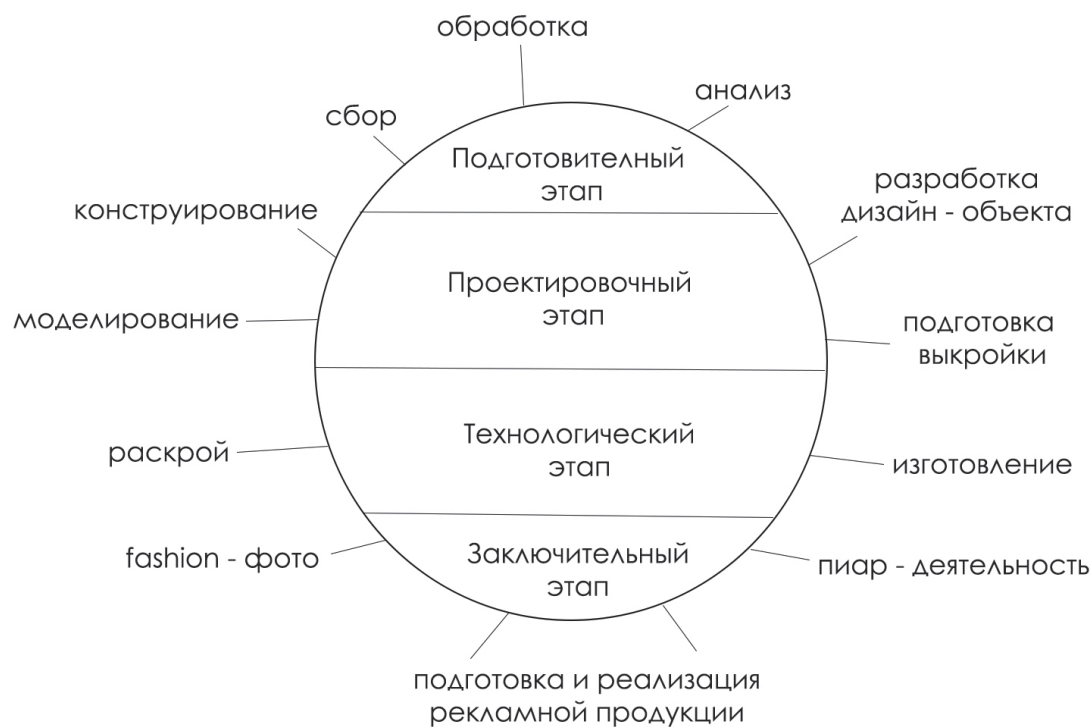 обработка
анализ
сбор
Подготовителный
этап
разработка
дизайн - объекта
конструирование
Проектировочный
этап
моделирование
подготовка
выкройки
Технологический
этап
раскрой
изготовление
Заключительный
этап
fashion - фото
пиар - деятельность
подготовка и реализация
рекламной продукции